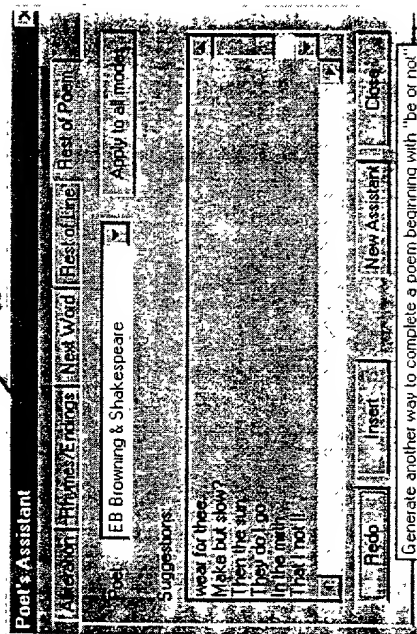 Poet's Assistant
Alliteration Rhymes/Endings Next Word Rest of Line Rest of Poem
Poet: EB Browning & Shakespeare Apply to all modes
Suggestions:
wear for thee.
Make but slow?
Then the sun,
They do I go
In the mirth
That I not I!
Redo Insert New Assistant Close
Generate another way to complete a poem beginning with "be or not"